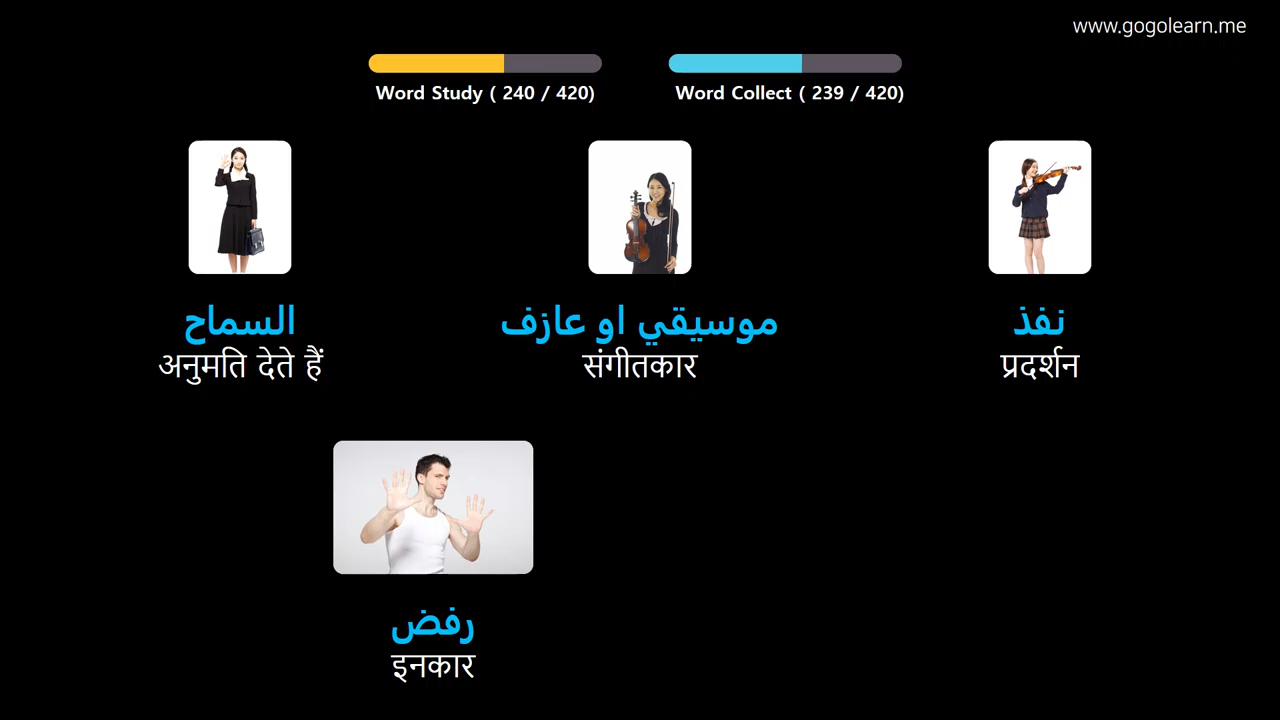 www.gogolearn.me
Word Study ( 240 / 420)
Word Collect ( 239 / 420)
السماح
अनुमति देते हैं
موسيقي او عازف
संगीतकार
نفذ
प्रदर्शन
رفض
इनकार